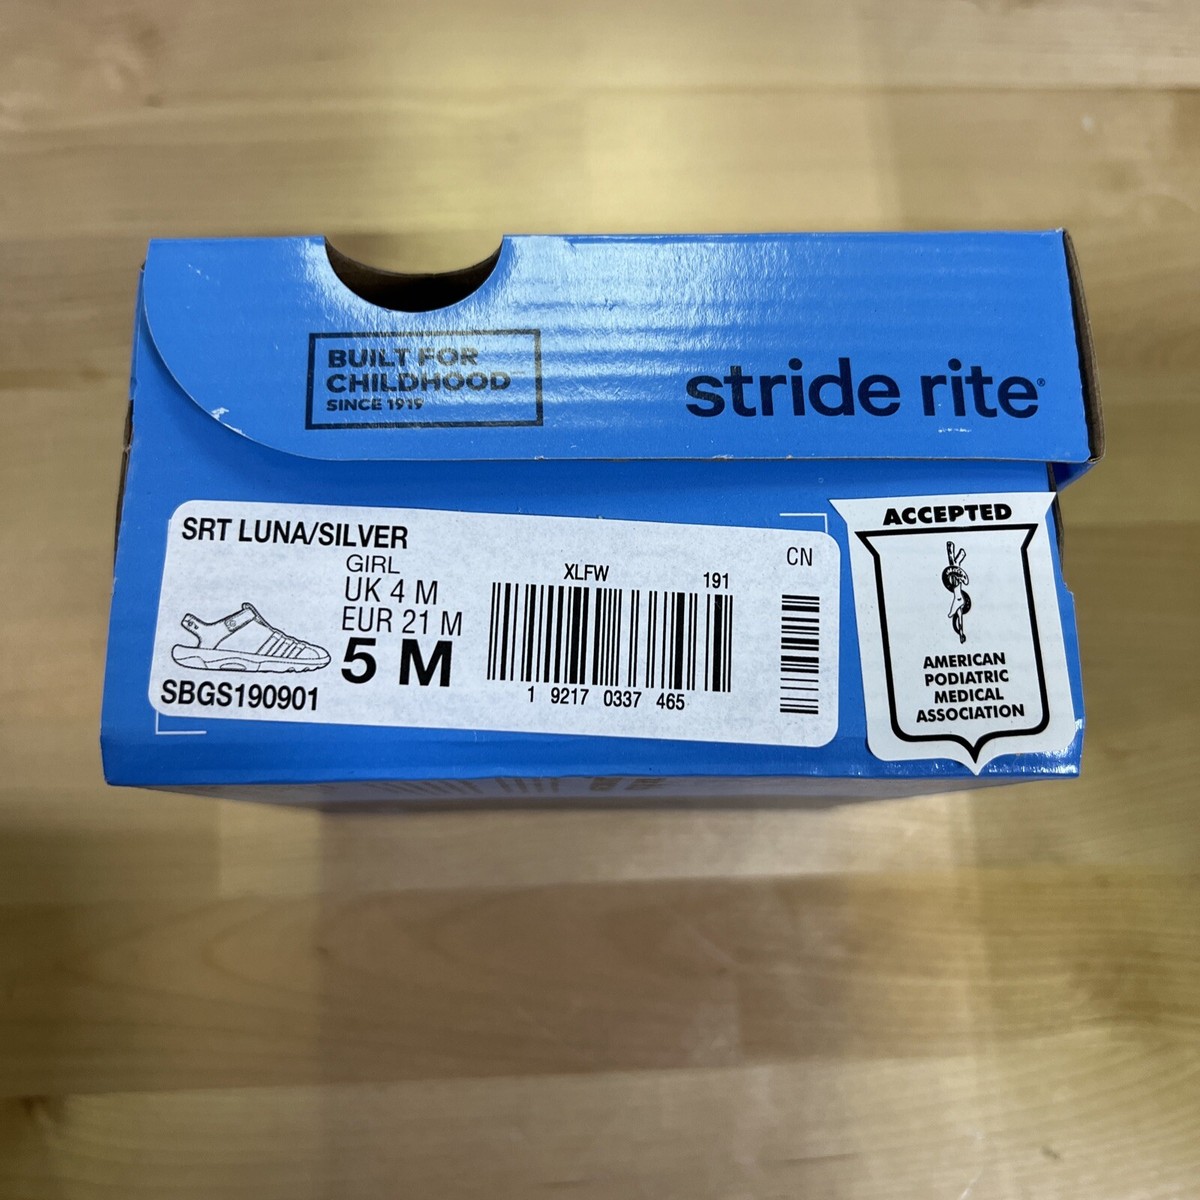 BUILT FOR
CHILDHOOD
SINCE 1919
stride rite®
SRT LUNA/SILVER
GIRL
UK 4 M
EUR 21 M
5 M
SBGS190901
XLFW 191
1 9217 0337 465
CN
ACCEPTED
AMERICAN
PODIATRIC
MEDICAL
ASSOCIATION